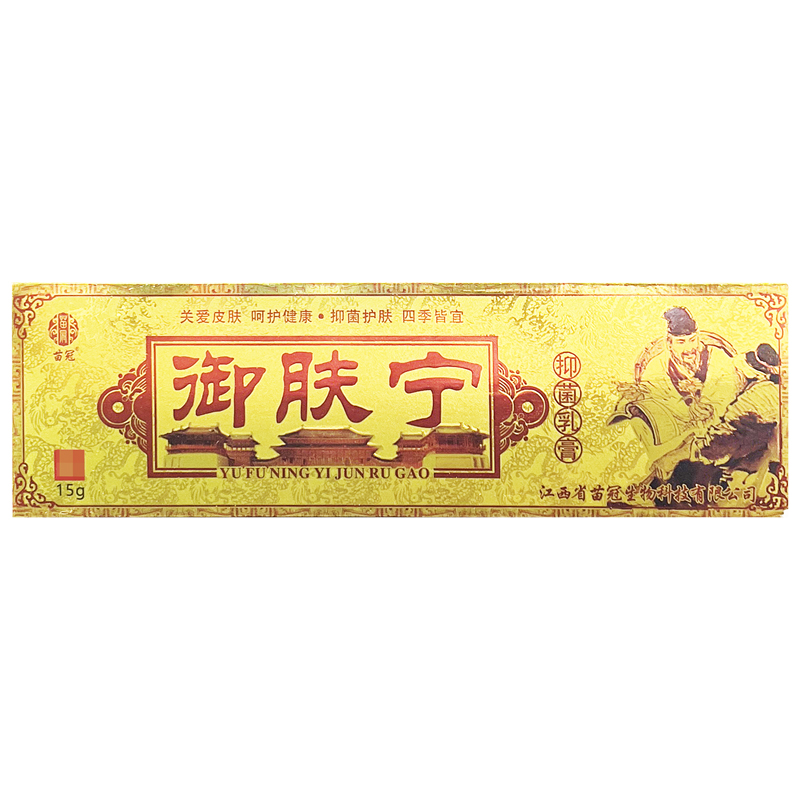 关爱皮肤 呵护健康•抑菌护肤 四季皆宜
苗冠®
御肤宁
YU FU NING YI JUN RU GAO
抑菌乳膏
15g
江西省苗冠生物科技有限公司